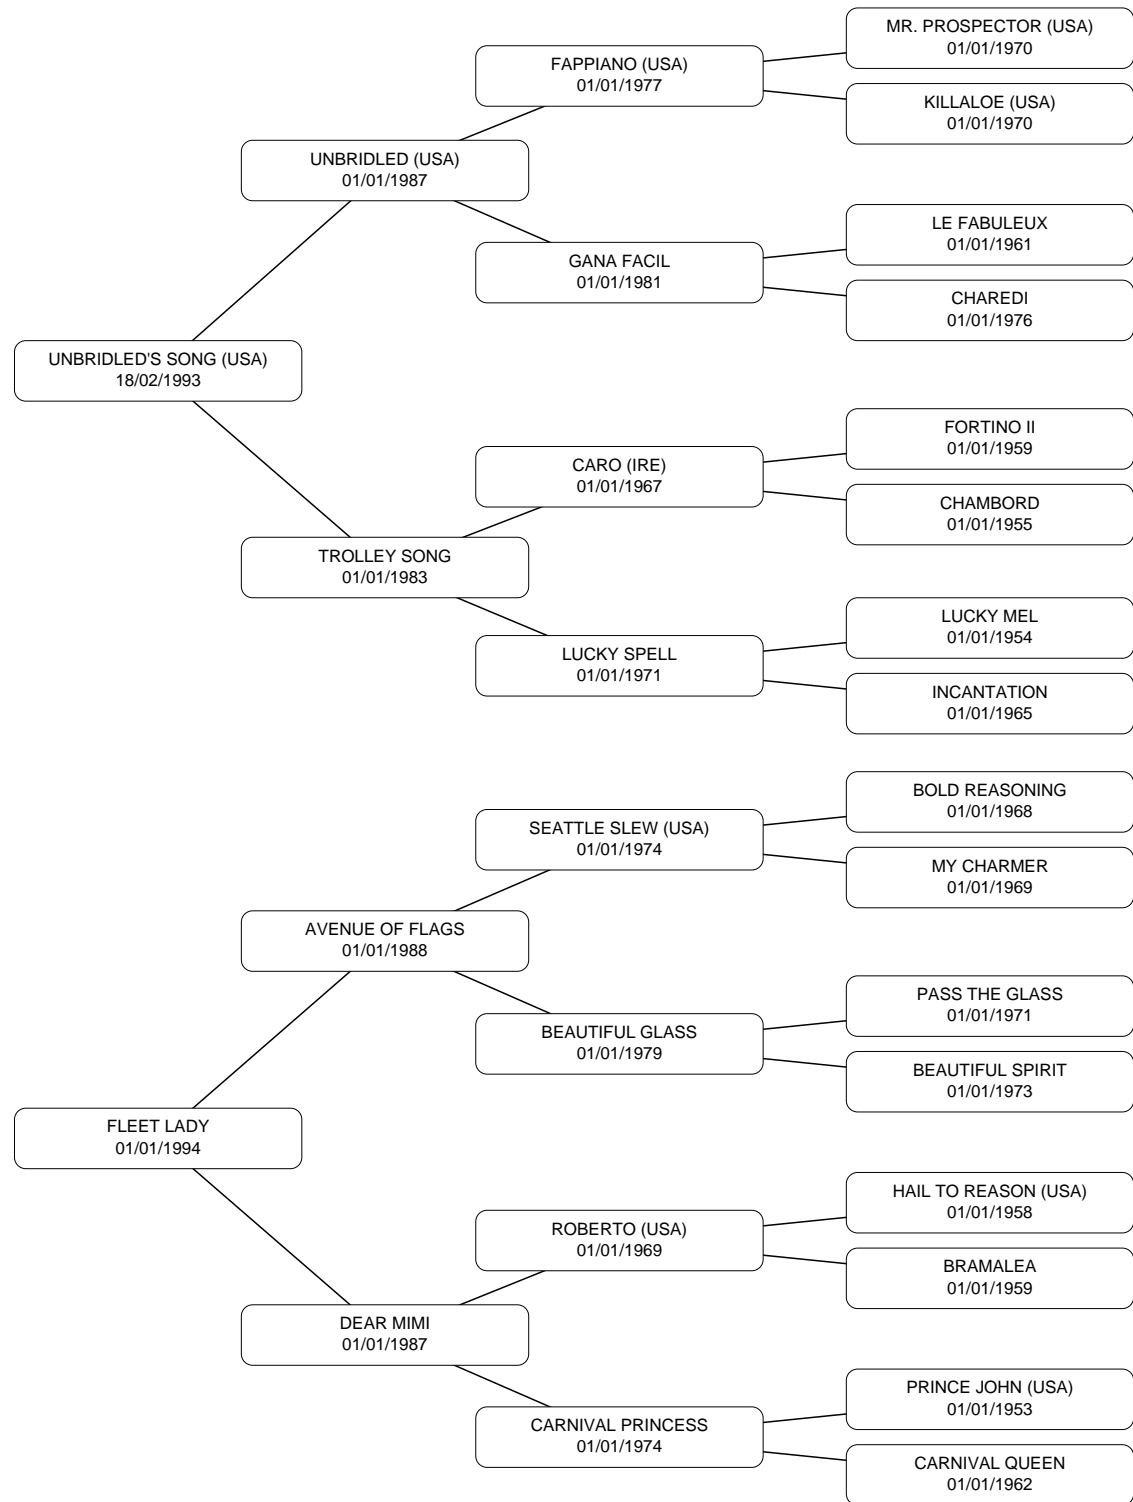 MR. PROSPECTOR (USA)
01/01/1970
FAPPIANO (USA)
01/01/1977
KILLALOE (USA)
01/01/1970
UNBRIDLED (USA)
01/01/1987
LE FABULEUX
01/01/1961
GANA FACIL
01/01/1981
CHAREDI
01/01/1976
UNBRIDLED'S SONG (USA)
18/02/1993
FORTINO II
01/01/1959
CARO (IRE)
01/01/1967
CHAMBORD
01/01/1955
TROLLEY SONG
01/01/1983
LUCKY MEL
01/01/1954
LUCKY SPELL
01/01/1971
INCANTATION
01/01/1965
BOLD REASONING
01/01/1968
SEATTLE SLEW (USA)
01/01/1974
MY CHARMER
01/01/1969
AVENUE OF FLAGS
01/01/1988
PASS THE GLASS
01/01/1971
BEAUTIFUL GLASS
01/01/1979
BEAUTIFUL SPIRIT
01/01/1973
FLEET LADY
01/01/1994
HAIL TO REASON (USA)
01/01/1958
ROBERTO (USA)
01/01/1969
BRAMALEA
01/01/1959
DEAR MIMI
01/01/1987
PRINCE JOHN (USA)
01/01/1953
CARNIVAL PRINCESS
01/01/1974
CARNIVAL QUEEN
01/01/1962